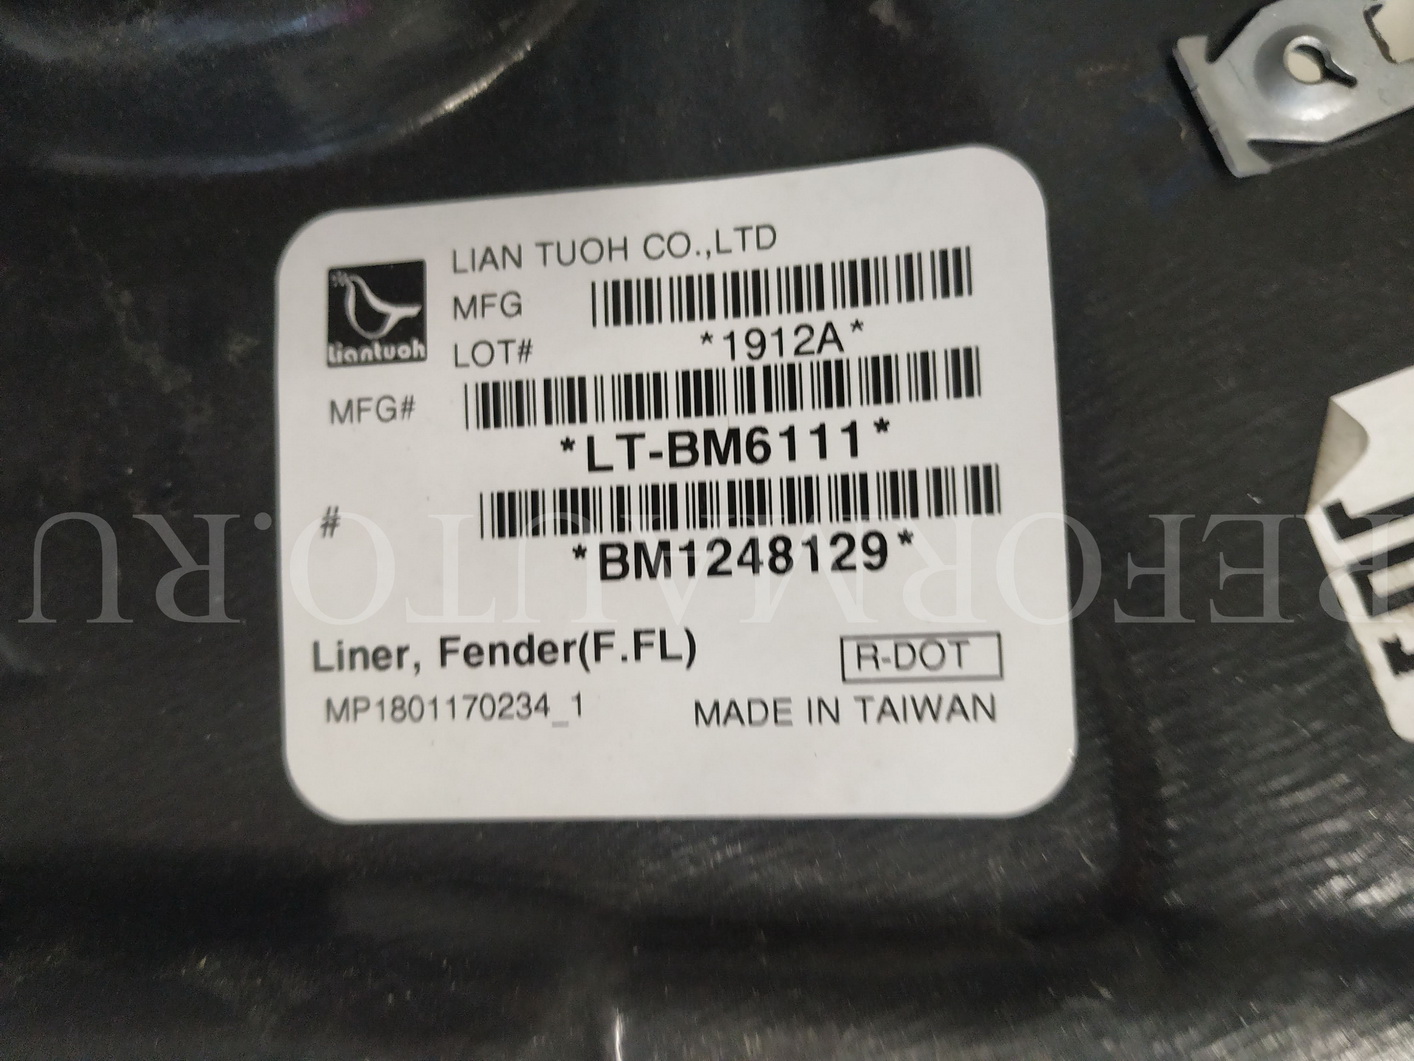 LIAN TUOH CO.,LTD
liantuoh
MFG
LOT#
*1912A*
MFG#
*LT-BM6111*
#
*BM1248129*
REFORMUTO.RU
Liner, Fender(F.FL)
R-DOT
MP1801170234_1
MADE IN TAIWAN